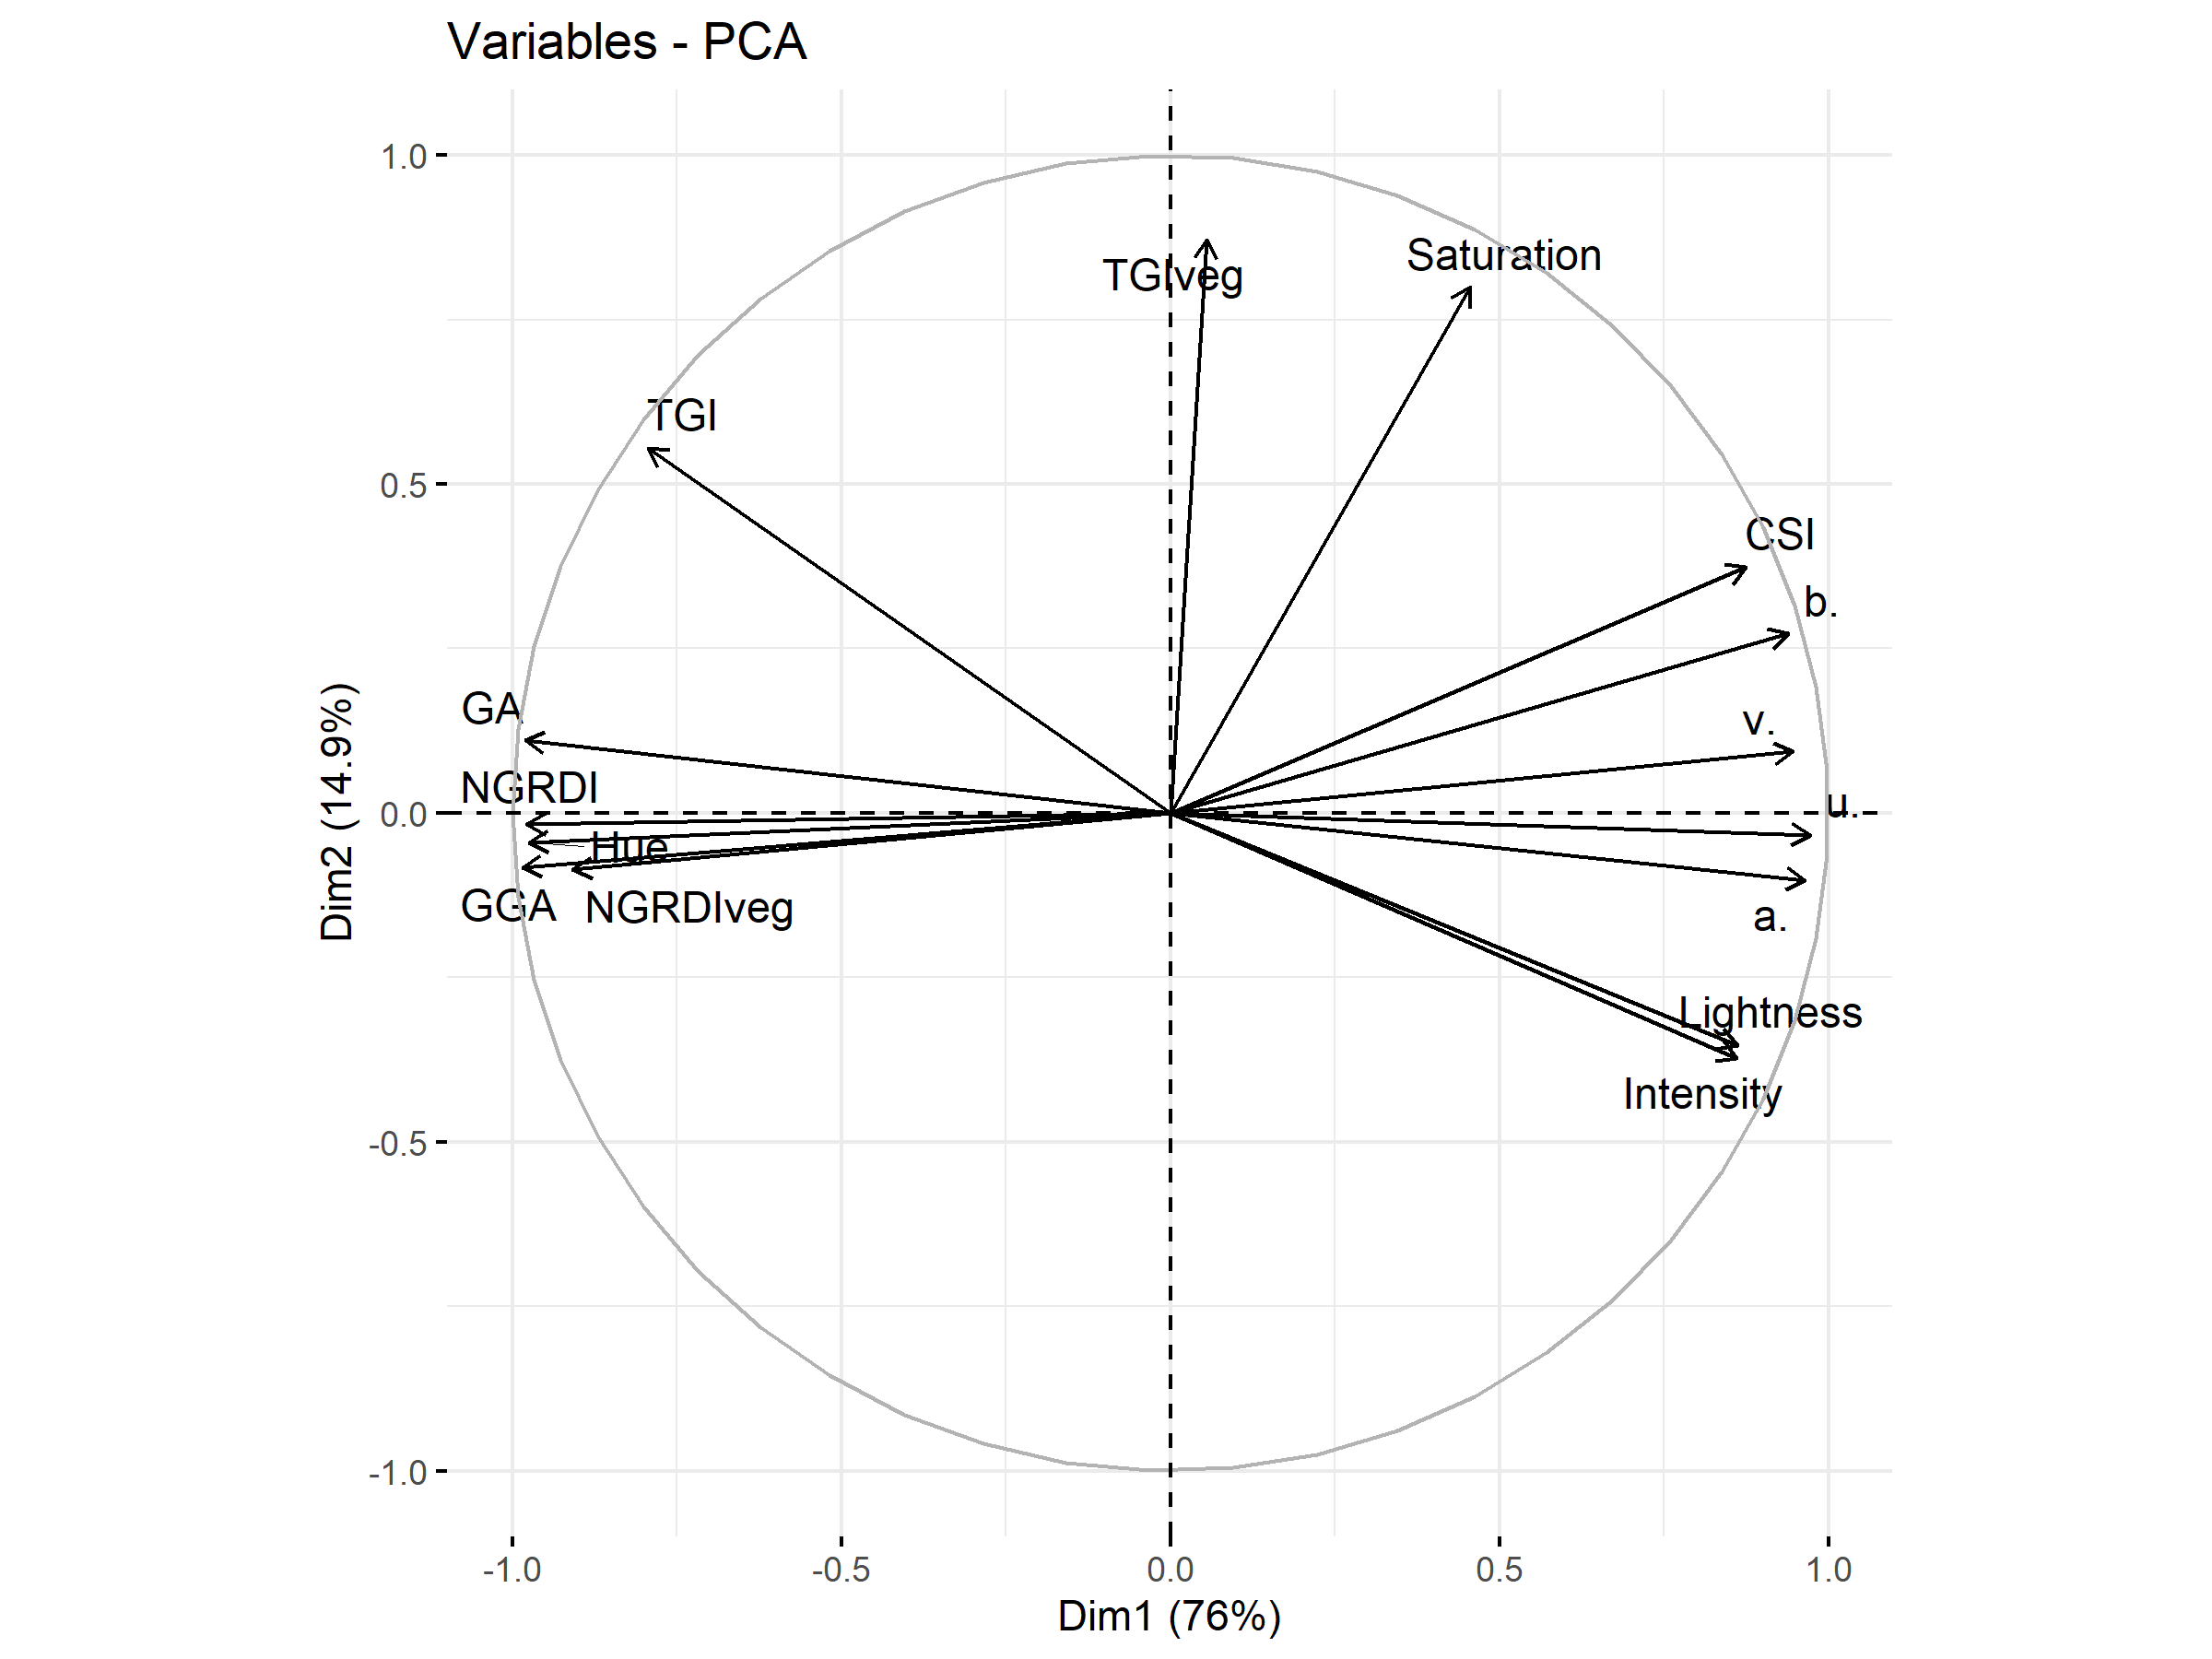 Variables - PCA
1.0
0.5
0.0
-0.5
-1.0
Dim2 (14.9%)
TGIveg
Saturation
TGI
CSI
b.
GA
v.
NGRDI
u.
Hue
GGA
NGRDIveg
a.
Lightness
Intensity
-1.0
-0.5
0.0
0.5
1.0
Dim1 (76%)